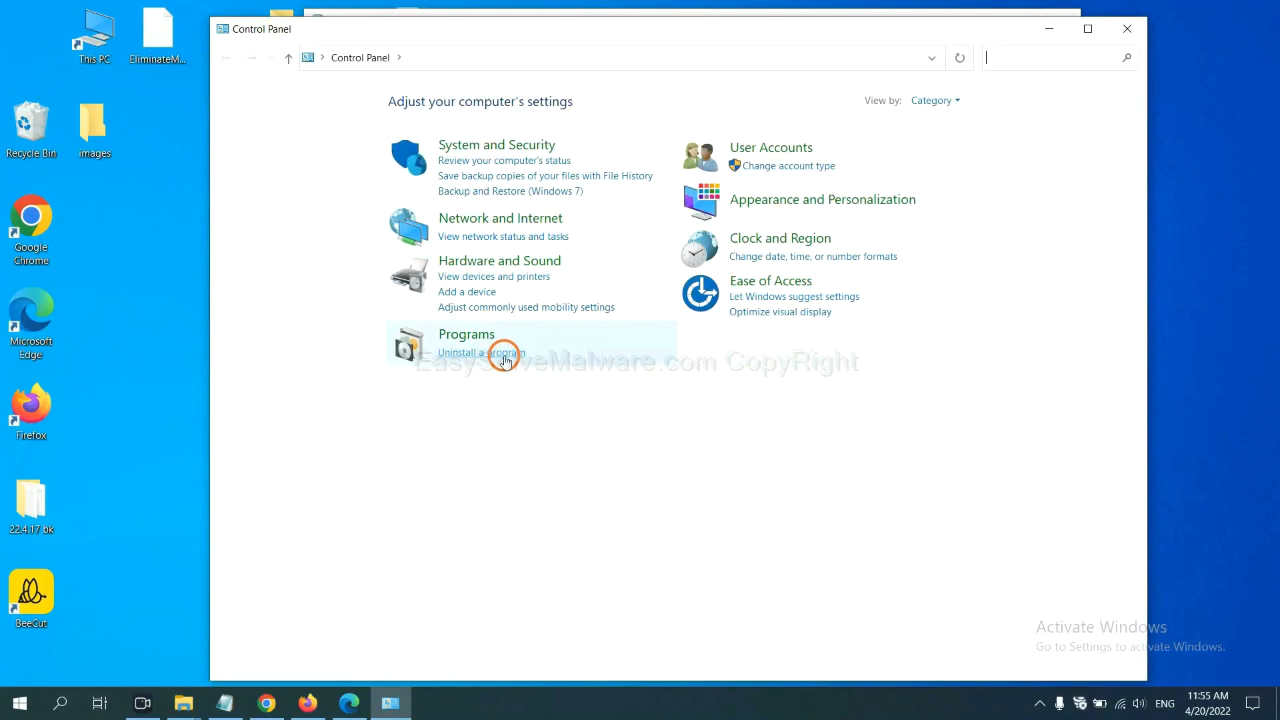 This PC
EliminateM...
Recycle Bin
images
Google Chrome
Microsoft Edge
Firefox
22.4.17 bk
BeeCut
Control Panel
Control Panel
Adjust your computer's settings
View by: Category
System and Security
Review your computer's status
Save backup copies of your files with File History
Backup and Restore (Windows 7)
Network and Internet
View network status and tasks
Hardware and Sound
View devices and printers
Add a device
Adjust commonly used mobility settings
Programs
Uninstall a program
User Accounts
Change account type
Appearance and Personalization
Clock and Region
Change date, time, or number formats
Ease of Access
Let Windows suggest settings
Optimize visual display
EasySolveMalware.com CopyRight
Activate Windows
Go to Settings to activate Windows.
ENG
11:55 AM
4/20/2022